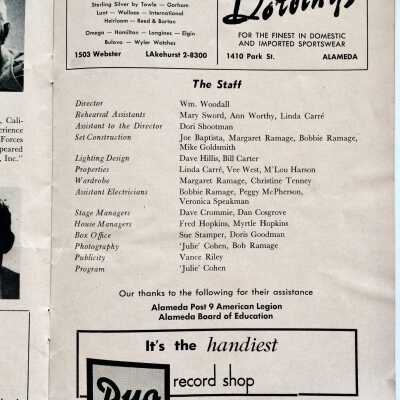 Sterling Silver by Towle — Gorham
Lunt — Wallace — International
Heirloom — Reed & Barton
Omega — Hamilton — Longines — Elgin
Bulova — Wyler Watches
1503 Webster LAkehurst 2-8300
FOR THE FINEST IN DOMESTIC
AND IMPORTED SPORTSWEAR
1410 Park St. ALAMEDA
, Cali-
erience
Forces
peared
, Inc."
The Staff
Director Wm. Woodall
Rehearsal Assistants Mary Sword, Ann Worthy, Linda Carré
Assistant to the Director Dori Shootman
Set Construction Joe Baptista, Margaret Ramage, Bobbie Ramage,
Mike Goldsmith
Lighting Design Dave Hillis, Bill Carter
Properties Linda Carré, Vee West, M'Lou Harson
Wardrobe Margaret Ramage, Christine Tenney
Assistant Electricians Bobbie Ramage, Peggy McPherson,
Veronica Speakman
Stage Managers Dave Crommie, Dan Cosgrove
House Managers Fred Hopkins, Myrtle Hopkins
Box Office Sue Stamper, Doris Goodman
Photography 'Julie' Cohen, Bob Ramage
Publicity Vance Riley
Program 'Julie' Cohen
Our thanks to the following for their assistance
Alameda Post 9 American Legion
Alameda Board of Education
It's the handiest
Duo record shop